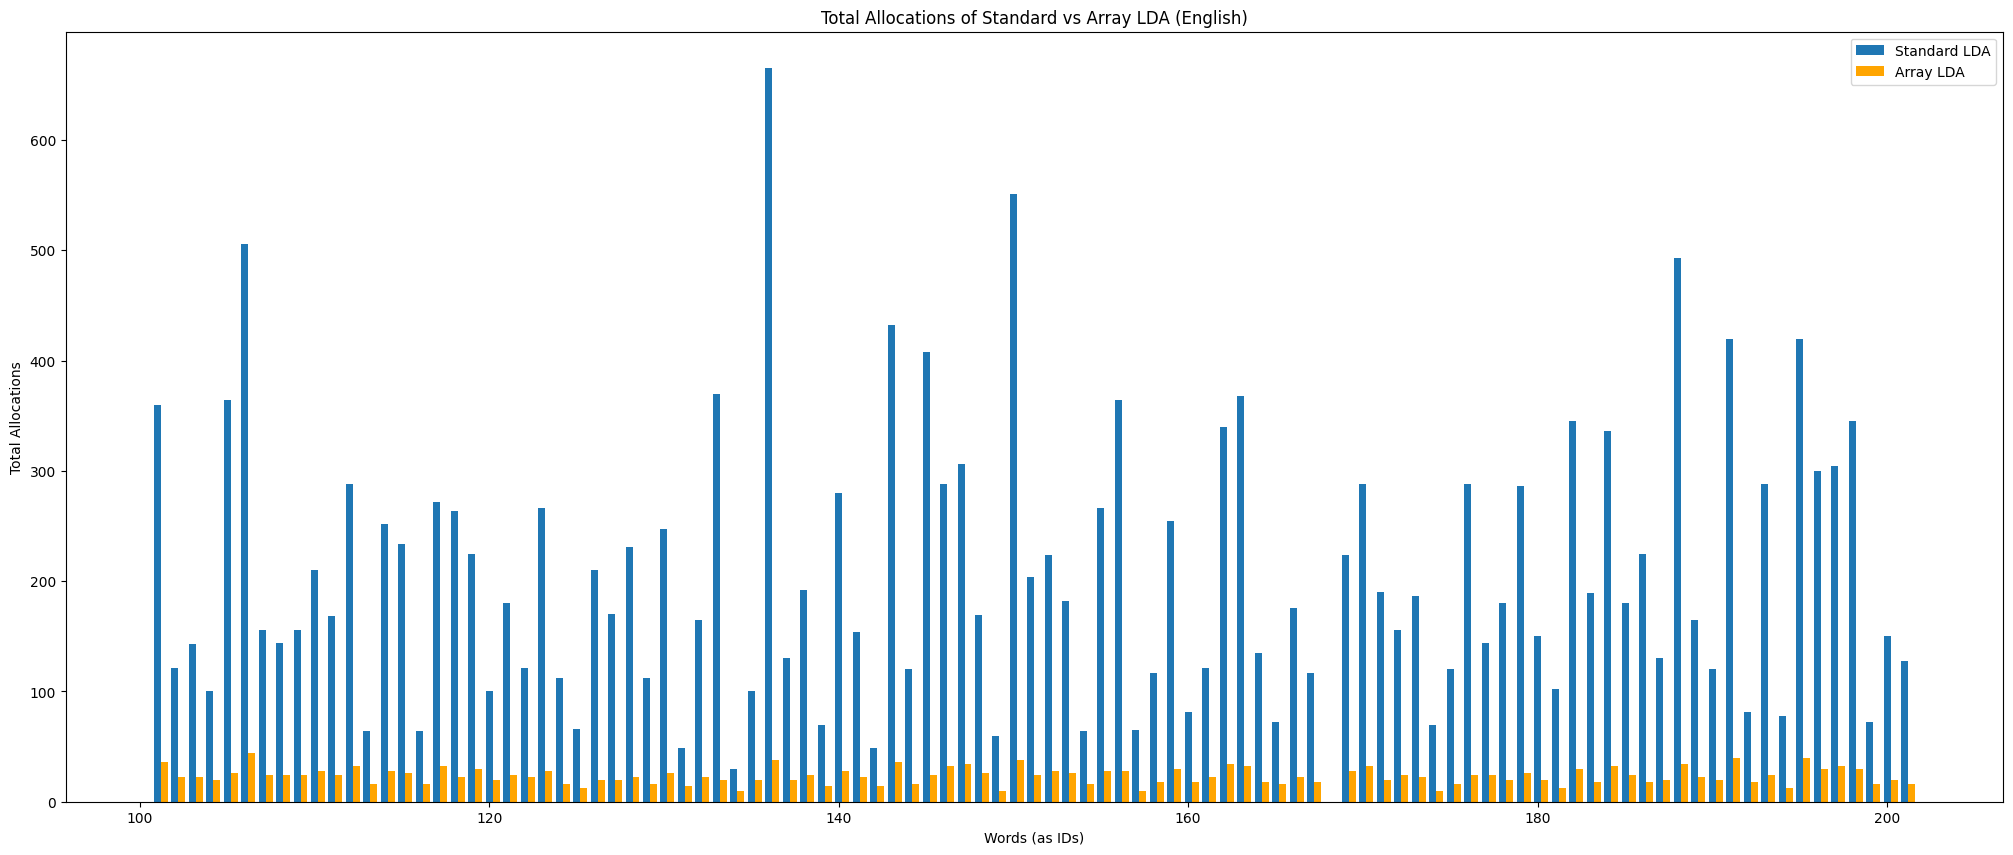 Total Allocations of Standard vs Array LDA (English)
Standard LDA
Array LDA
Total Allocations
600
500
400
300
200
100
0
100 120 140 160 180 200
Words (as IDs)